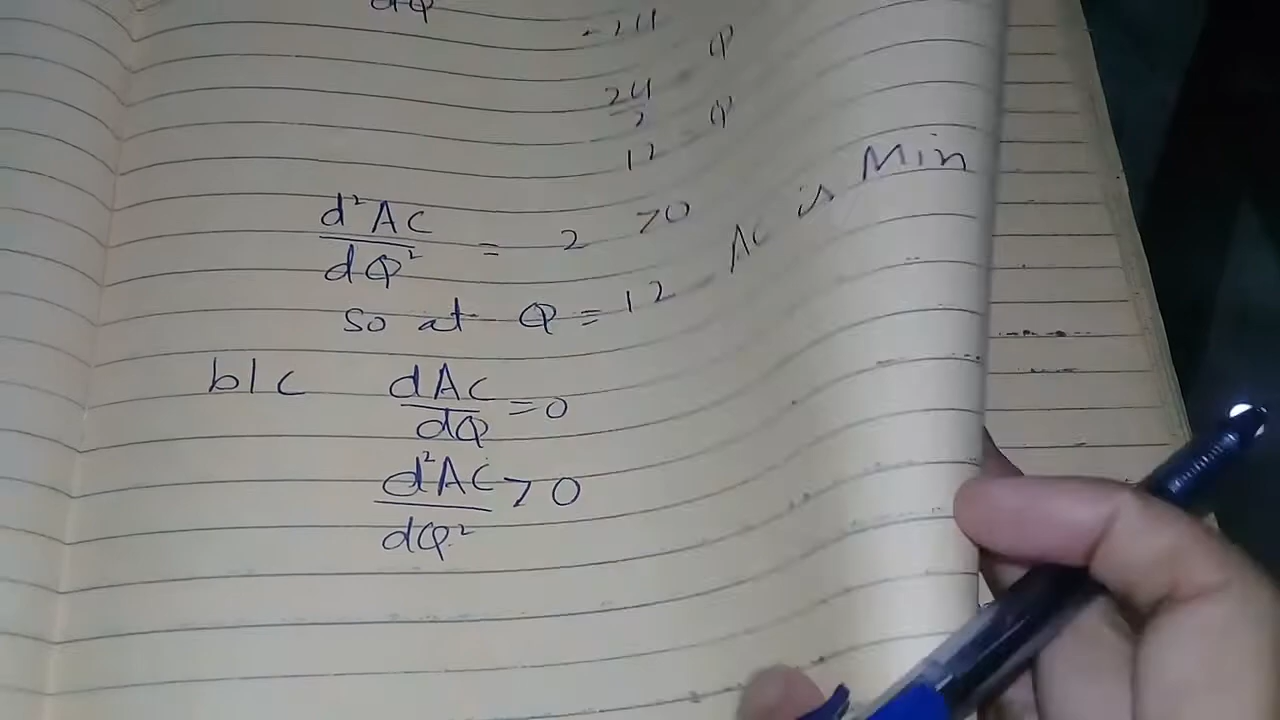 dQ
24
24/2 Q
12
d²AC/dQ² = 2 >0
so at Q = 12 AC is Min
b/c dAC/dQ = 0
d²AC/dQ² > 0